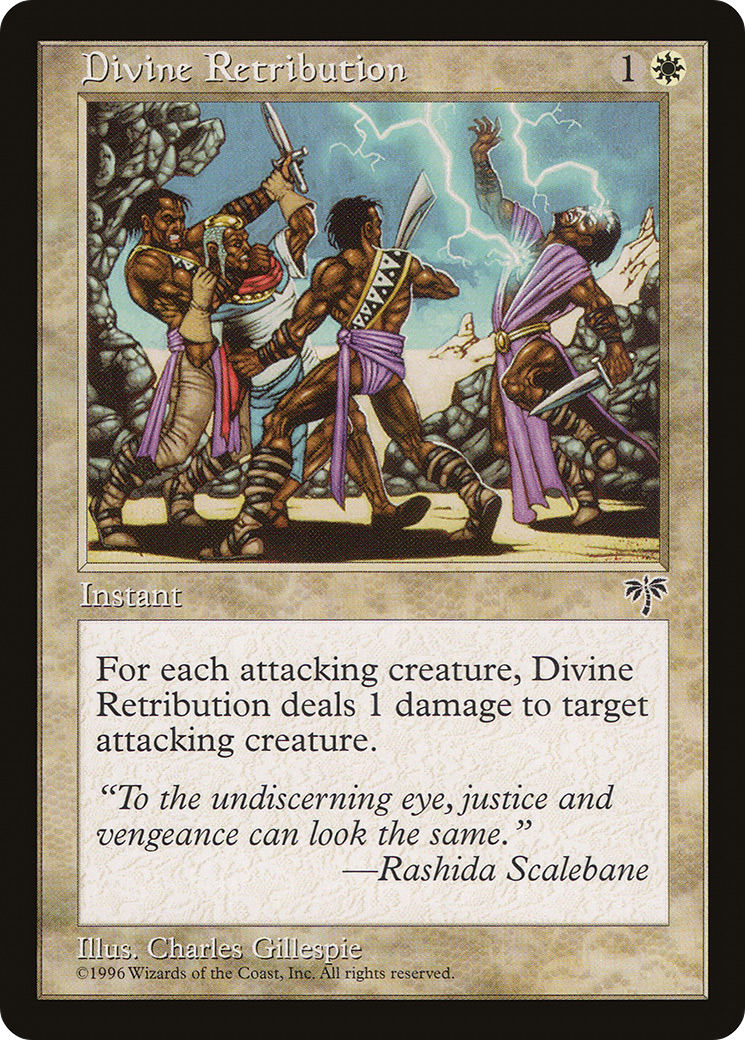 Divine Retribution 1
Instant
For each attacking creature, Divine
Retribution deals 1 damage to target
attacking creature.
“To the undiscerning eye, justice and
vengeance can look the same.”
—Rashida Scalebane
Illus. Charles Gillespie
©1996 Wizards of the Coast, Inc. All rights reserved.